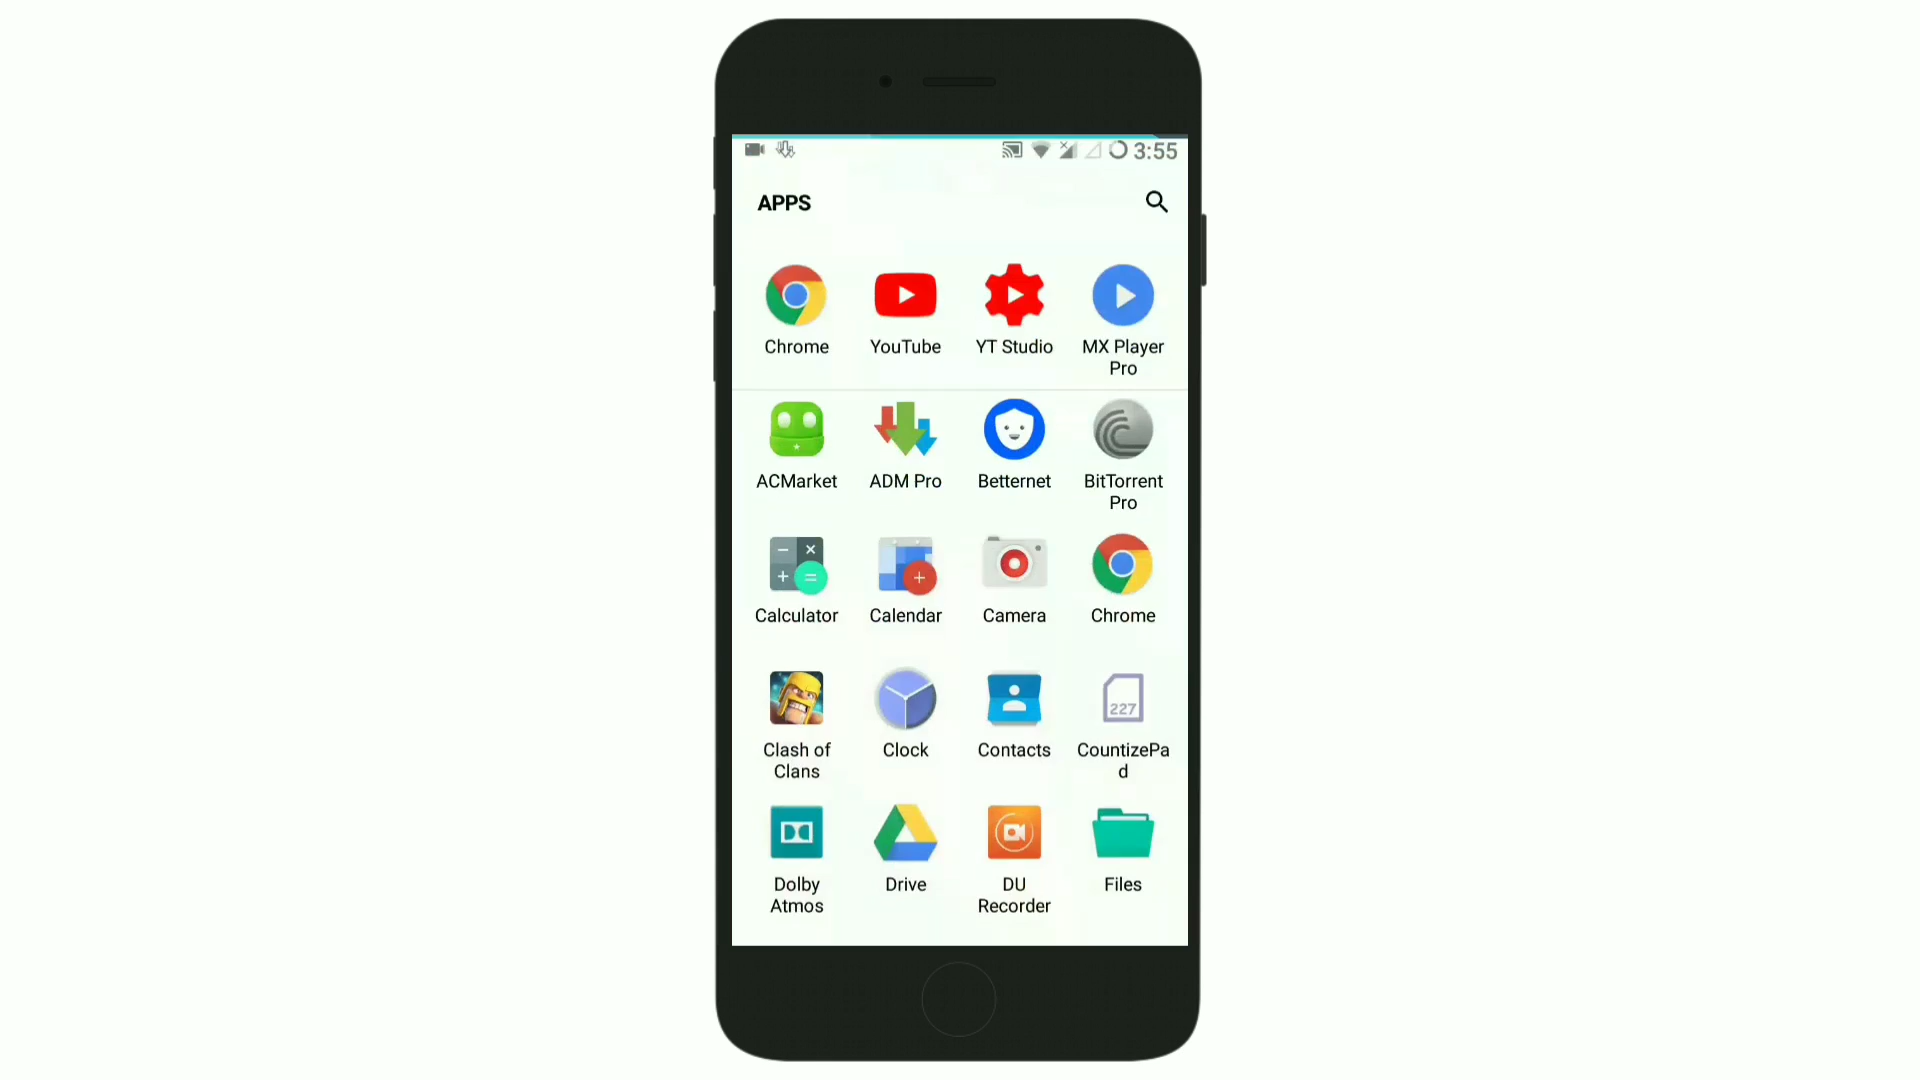 3:55
APPS
Chrome
YouTube
YT Studio
MX Player
Pro
ACMarket
ADM Pro
Betternet
BitTorrent
Pro
Calculator
Calendar
Camera
Chrome
Clash of
Clans
Clock
Contacts
227
CountizePa
d
Dolby
Atmos
Drive
DU
Recorder
Files